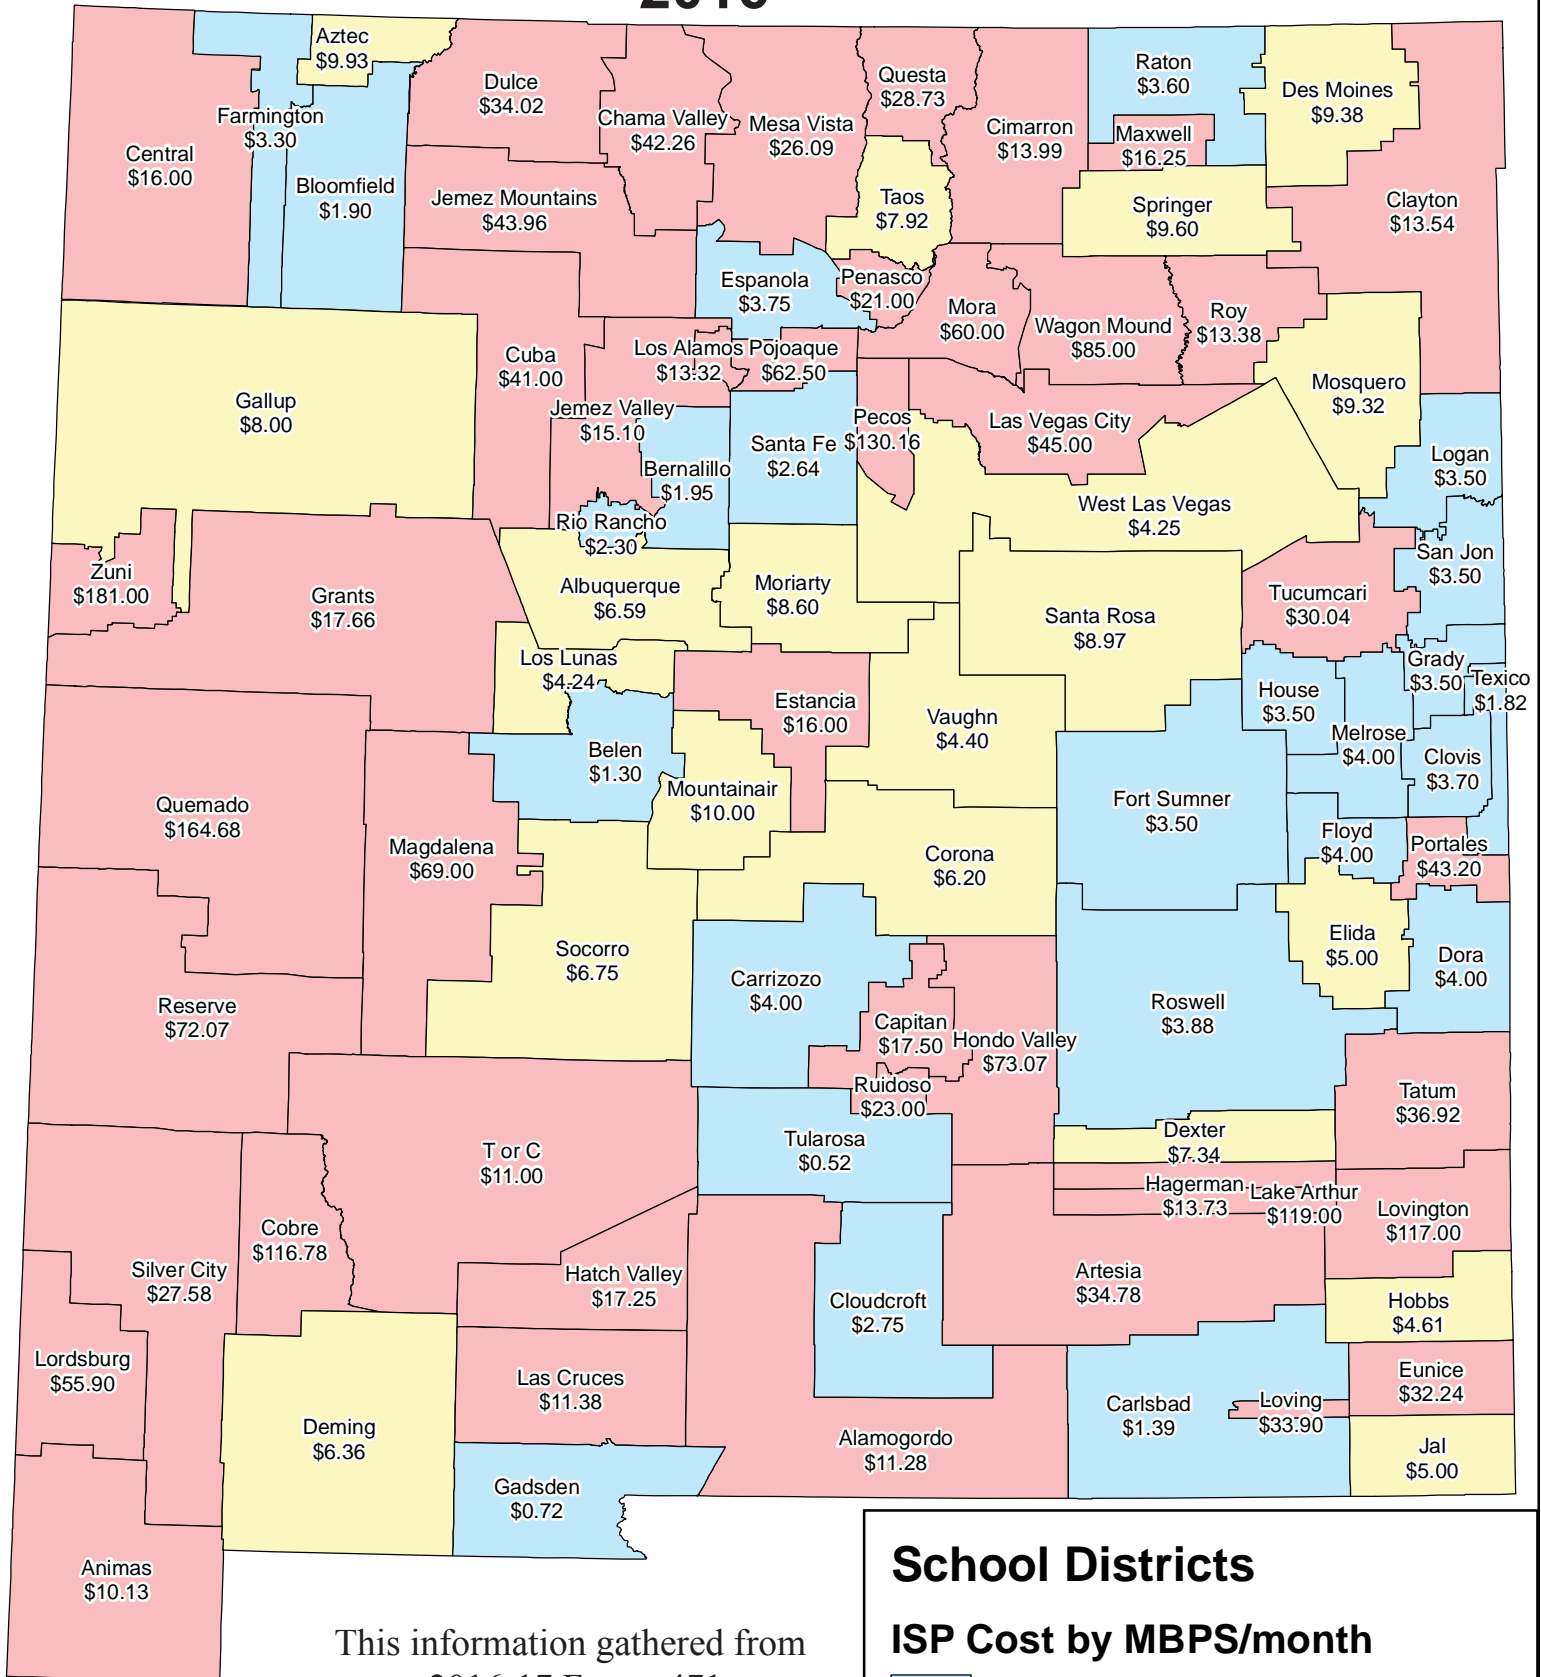 Aztec
$9.93
Farmington
$3.30
Central
$16.00
Bloomfield
$1.90
Dulce
$34.02
Chama Valley
$42.26
Mesa Vista
$26.09
Questa
$28.73
Cimarron
$13.99
Raton
$3.60
Maxwell
$16.25
Des Moines
$9.38
Jemez Mountains
$43.96
Taos
$7.92
Springer
$9.60
Clayton
$13.54
Espanola
$3.75
Penasco
$21.00
Mora
$60.00
Wagon Mound
$85.00
Roy
$13.38
Cuba
$41.00
Los Alamos
$13.32
Pojoaque
$62.50
Mosquero
$9.32
Gallup
$8.00
Jemez Valley
$15.10
Pecos
$130.16
Las Vegas City
$45.00
Santa Fe
$2.64
Bernalillo
$1.95
Logan
$3.50
West Las Vegas
$4.25
Rio Rancho
$2.30
San Jon
$3.50
Zuni
$181.00
Grants
$17.66
Albuquerque
$6.59
Moriarty
$8.60
Santa Rosa
$8.97
Tucumcari
$30.04
Los Lunas
$4.24
Grady
$3.50
Texico
$1.82
House
$3.50
Estancia
$16.00
Vaughn
$4.40
Melrose
$4.00
Belen
$1.30
Clovis
$3.70
Mountainair
$10.00
Quemado
$164.68
Fort Sumner
$3.50
Magdalena
$69.00
Corona
$6.20
Floyd
$4.00
Portales
$43.20
Socorro
$6.75
Elida
$5.00
Dora
$4.00
Carrizozo
$4.00
Reserve
$72.07
Roswell
$3.88
Capitan
$17.50
Hondo Valley
$73.07
Ruidoso
$23.00
Tatum
$36.92
Tularosa
$0.52
Dexter
$7.34
T or C
$11.00
Hagerman
$13.73
Lake Arthur
$119.00
Lovington
$117.00
Cobre
$116.78
Silver City
$27.58
Hatch Valley
$17.25
Artesia
$34.78
Cloudcroft
$2.75
Hobbs
$4.61
Lordsburg
$55.90
Las Cruces
$11.38
Eunice
$32.24
Carlsbad
$1.39
Loving
$33.90
Deming
$6.36
Alamogordo
$11.28
Jal
$5.00
Gadsden
$0.72
Animas
$10.13
School Districts
ISP Cost by MBPS/month
This information gathered from